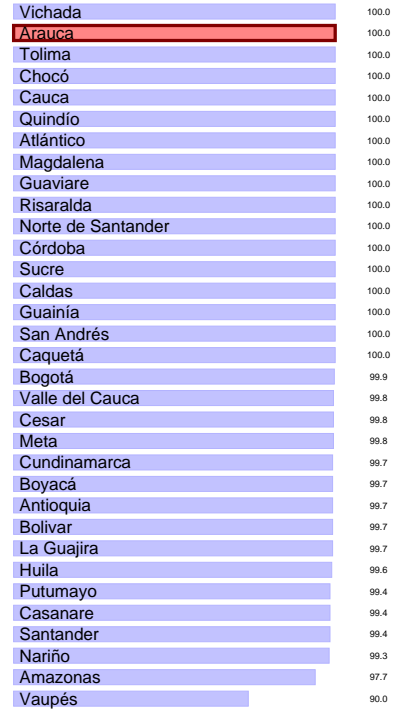 Vichada 100.0
Arauca 100.0
Tolima 100.0
Chocó 100.0
Cauca 100.0
Quindío 100.0
Atlántico 100.0
Magdalena 100.0
Guaviare 100.0
Risaralda 100.0
Norte de Santander 100.0
Córdoba 100.0
Sucre 100.0
Caldas 100.0
Guainía 100.0
San Andrés 100.0
Caquetá 100.0
Bogotá 99.9
Valle del Cauca 99.8
Cesar 99.8
Meta 99.8
Cundinamarca 99.7
Boyacá 99.7
Antioquia 99.7
Bolivar 99.7
La Guajira 99.7
Huila 99.6
Putumayo 99.4
Casanare 99.4
Santander 99.4
Nariño 99.3
Amazonas 97.7
Vaupés 90.0